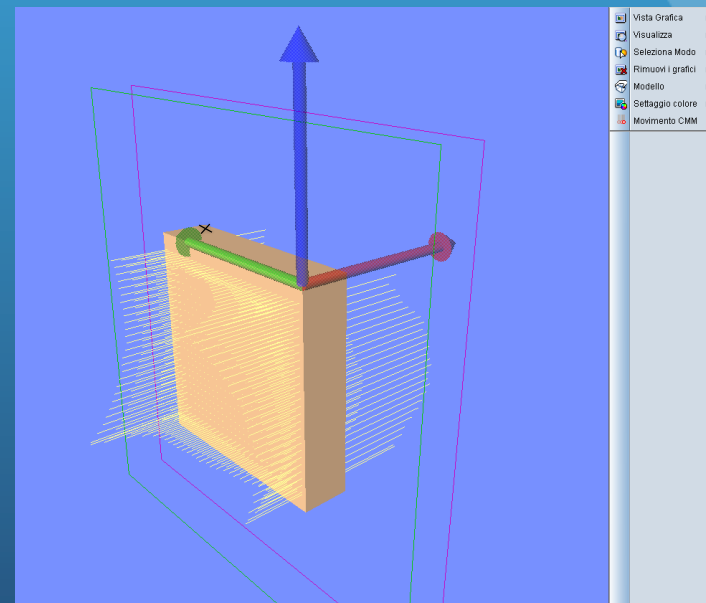 Vista Grafica
Visualizza
Seleziona Modo
Rimuovi i grafici
Modello
Settaggio colore
Movimento CMM